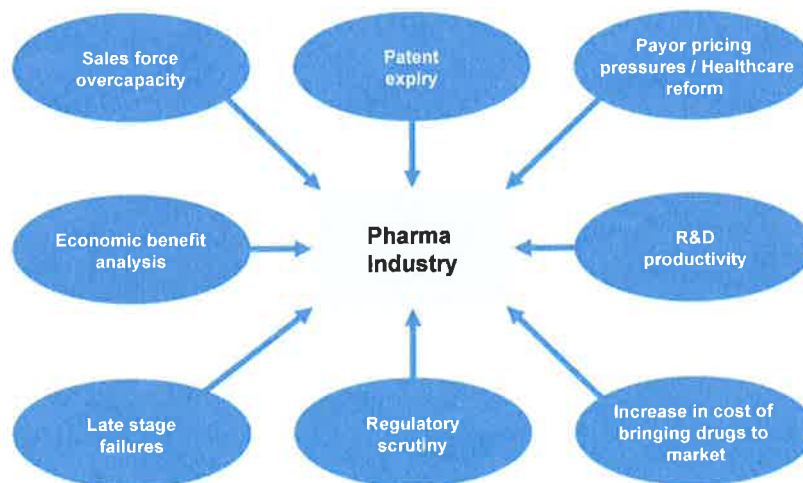 Sales force
overcapacity
Patent
expiry
Payor pricing
pressures / Healthcare
reform
Economic benefit
analysis
Pharma
Industry
R&D
productivity
Late stage
failures
Regulatory
scrutiny
Increase in cost of
bringing drugs to
market